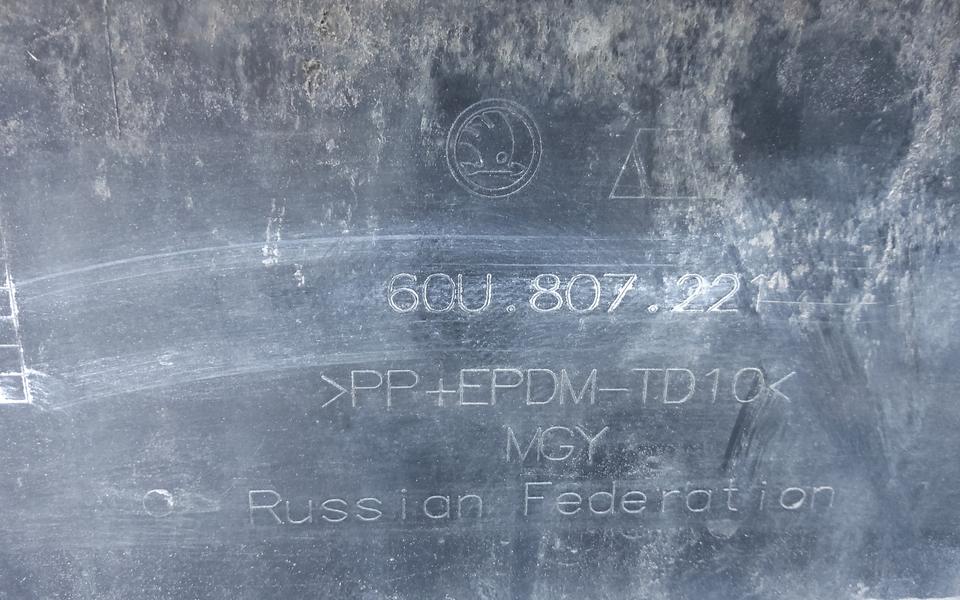 60U.807.221
>PP+EPDM-TD10<
MGY
Russian Federation